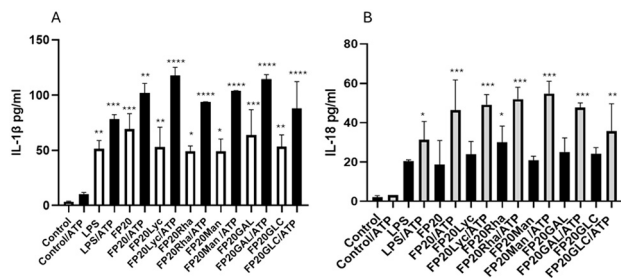 A
B
IL-1β pg/ml
150
100
50
0
** *** ** ** **** ** **** * **** * **** *** **** ** ****
Control
Control/ATP
LPS
LPS/ATP
FP20
FP20/ATP
FP20Lyc
FP20Lyc/ATP
FP20Rha
FP20Rha/ATP
FP20Man
FP20Man /ATP
FP20GAL
FP20GAL/ATP
FP20GLC
FP20GLC/ATP
IL-18 pg/ml
80
60
40
20
0
* *** *** * *** *** *** **
Control
Control/ATP
LPS
LPS/ATP
FP20
FP20/ATP
FP20Lyc
FP20Lyc/ATP
FP20Rha
FP20Rha/ATP
FP20Man
FP20Man /ATP
FP20GAL
FP20GAL/ATP
FP20GLC
FP20GLC/ATP